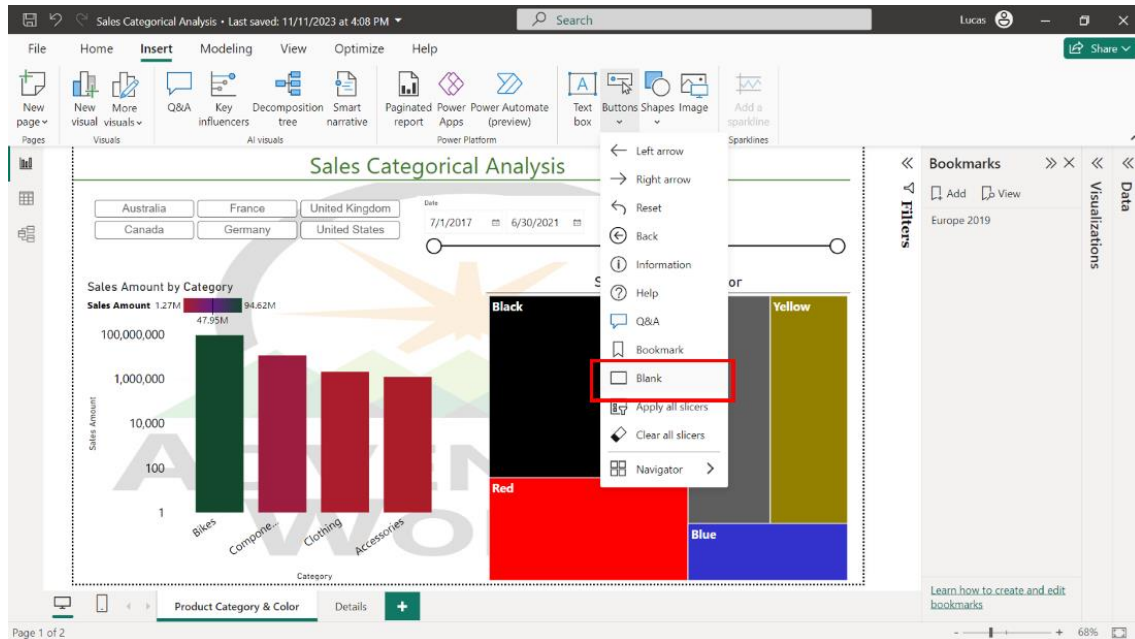 Sales Categorical Analysis • Last saved: 11/11/2023 at 4:08 PM
Search
Lucas
File Home Insert Modeling View Optimize Help
Share
New page
New visual
More visuals
Q&A
Key influencers
Decomposition tree
Smart narrative
Paginated report
Power Apps
Power Automate (preview)
Text box
Buttons
Shapes
Image
Add a sparkline
Pages
Visuals
AI visuals
Power Platform
Sparklines
Left arrow
Right arrow
Reset
Back
Information
Help
Q&A
Bookmark
Blank
Apply all slicers
Clear all slicers
Navigator
Sales Categorical Analysis
Australia France United Kingdom
Canada Germany United States
Date
7/1/2017 6/30/2021
Sales Amount by Category
Sales Amount 1.27M 94.62M
47.95M
100,000,000
1,000,000
10,000
100
1
Sales Amount
Bikes
Compone...
Clothing
Accessories
Category
S
or
Black
Yellow
Red
Blue
Filters
Bookmarks
Add View
Europe 2019
Learn how to create and edit
bookmarks
Visualizations
Data
Product Category & Color Details +
Page 1 of 2
- + 68%